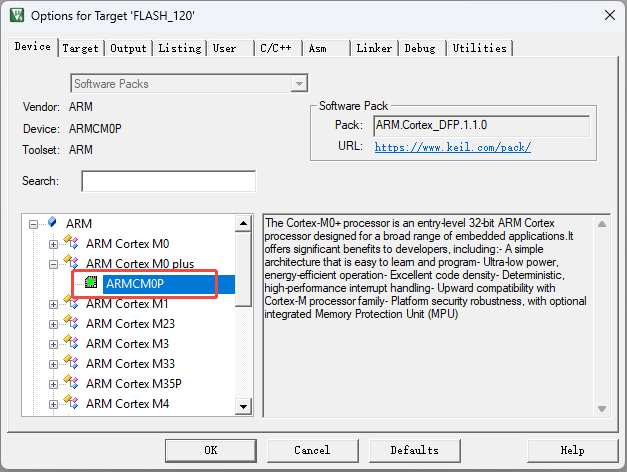 Options for Target 'FLASH_120'
Device Target Output Listing User C/C++ Asm Linker Debug Utilities
Software Packs
Vendor: ARM
Device: ARMCM0P
Toolset: ARM
Search:
Software Pack
Pack: ARM.Cortex_DFP.1.1.0
URL: https://www.keil.com/pack/
ARM
ARM Cortex M0
ARM Cortex M0 plus
ARMCM0P
ARM Cortex M1
ARM Cortex M23
ARM Cortex M3
ARM Cortex M33
ARM Cortex M35P
ARM Cortex M4
The Cortex-M0+ processor is an entry-level 32-bit ARM Cortex
processor designed for a broad range of embedded applications.It
offers significant benefits to developers, including:- A simple
architecture that is easy to learn and program- Ultra-low power,
energy-efficient operation- Excellent code density- Deterministic,
high-performance interrupt handling- Upward compatibility with
Cortex-M processor family- Platform security robustness, with optional
integrated Memory Protection Unit (MPU)
OK Cancel Defaults Help